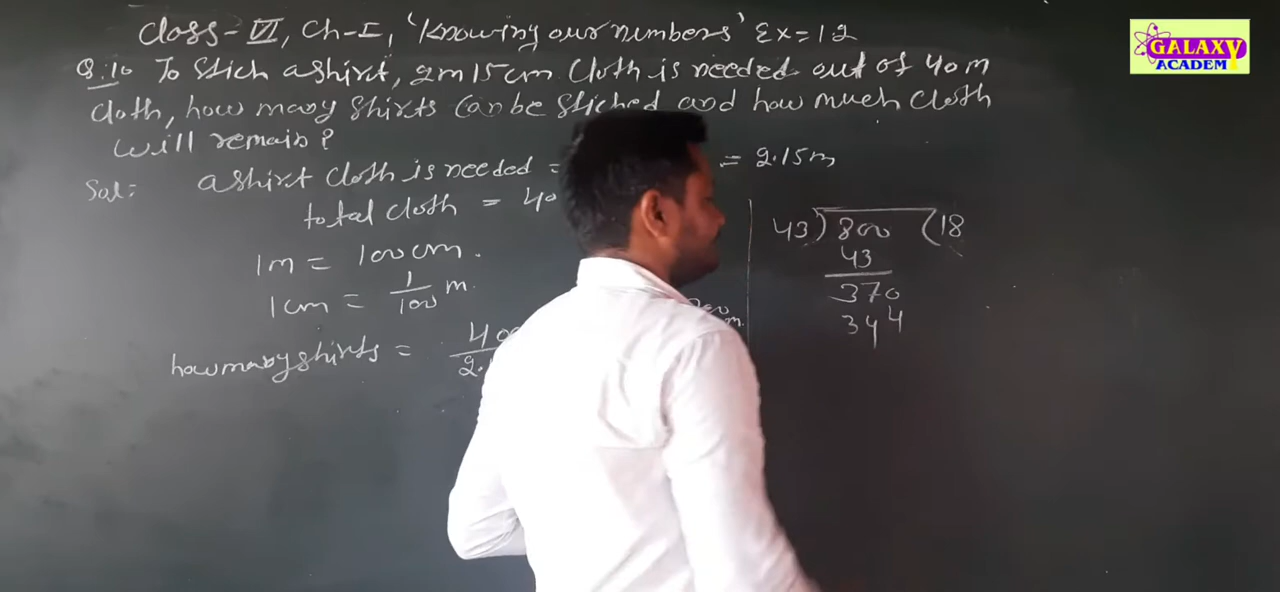 Class-VI, Ch-I, 'Knowing our numbers' Ex=1.2
Q.10 To Stich a shirt, 2m 15cm Cloth is needed out of 40m
cloth, how many shirts can be stiched and how much cloth
will remain?
Sol: a shirt cloth is needed = = 2.15m
total cloth = 40
1m = 100cm.
1cm = 1/100 m.
how many shirts = 
43) 800 (18
43
370
344
GALAXY
ACADEM